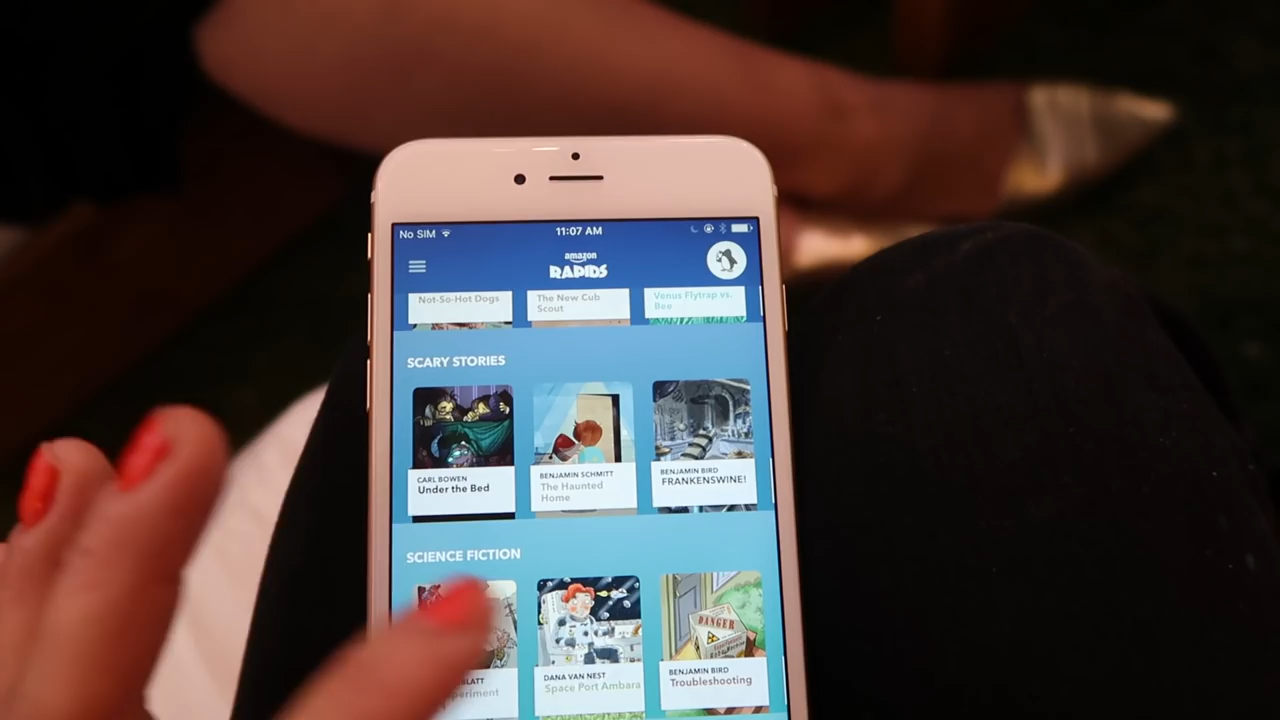 No SIM
11:07 AM
amazon
RAPIDS
Not-So-Hot Dogs
The New Cub
Scout
Venus Flytrap vs.
Bee
SCARY STORIES
CARL BOWEN
Under the Bed
BENJAMIN SCHMITT
The Haunted
Home
BENJAMIN BIRD
FRANKENSWINE!
SCIENCE FICTION
DANA VAN NEST
Space Port Ambara
DANGER
BENJAMIN BIRD
Troubleshooting